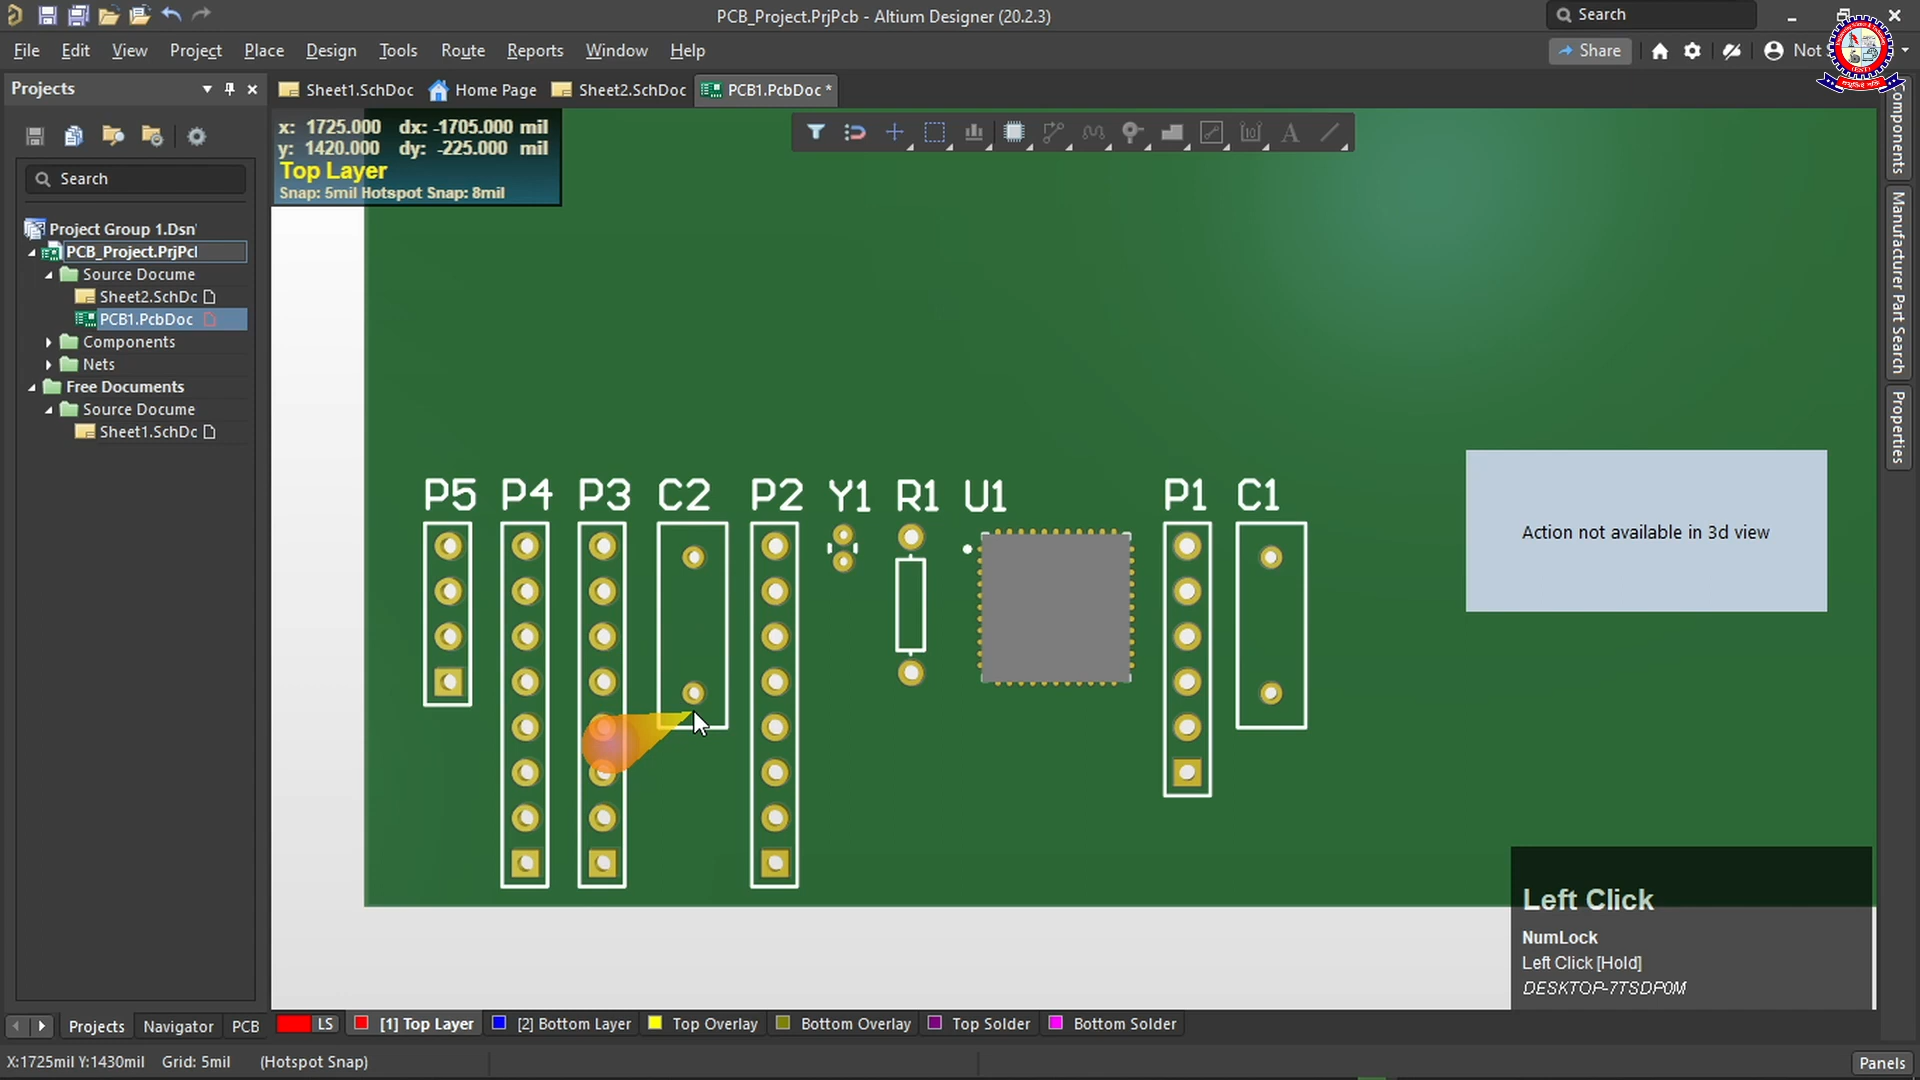 PCB_Project.PrjPcb - Altium Designer (20.2.3)
Search
File Edit View Project Place Design Tools Route Reports Window Help
Share
Not
Projects
Sheet1.SchDoc Home Page Sheet2.SchDoc PCB1.PcbDoc *
x: 1725.000 dx: -1705.000 mil
y: 1420.000 dy: -225.000 mil
Top Layer
Snap: 5mil Hotspot Snap: 8mil
Search
Project Group 1.Dsn
PCB_Project.PrjPcl
Source Docume
Sheet2.SchDc
PCB1.PcbDoc
Components
Nets
Free Documents
Source Docume
Sheet1.SchDc
Components
Manufacturer Part Search
Properties
P5 P4 P3 C2 P2 Y1 R1 U1 P1 C1
Action not available in 3d view
Left Click
NumLock
Left Click [Hold]
DESKTOP-7TSDP0M
Projects Navigator PCB
LS [1] Top Layer [2] Bottom Layer Top Overlay Bottom Overlay Top Solder Bottom Solder
X:1725mil Y:1430mil Grid: 5mil (Hotspot Snap)
Panels